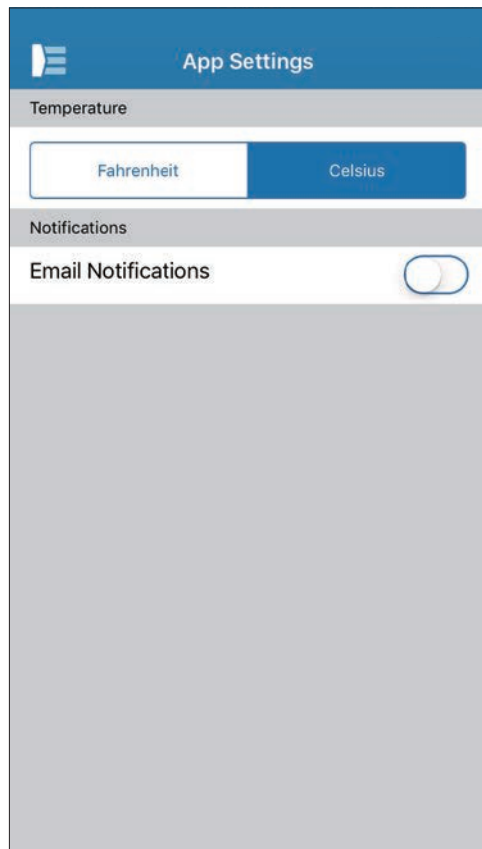 App Settings
Temperature
Fahrenheit Celsius
Notifications
Email Notifications